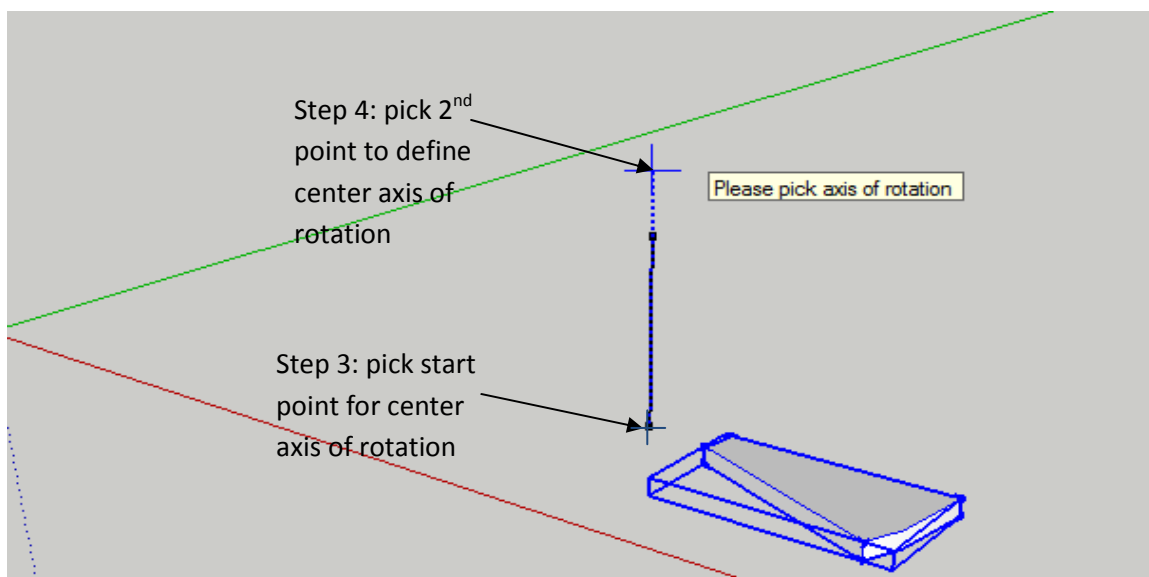 Step 4: pick 2nd
point to define
center axis of
rotation
Please pick axis of rotation
Step 3: pick start
point for center
axis of rotation